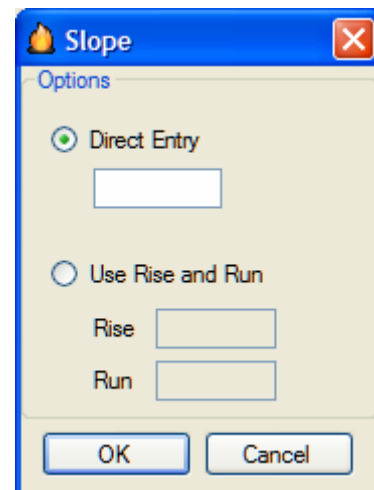 Slope
Options
Direct Entry
Use Rise and Run
Rise
Run
OK Cancel